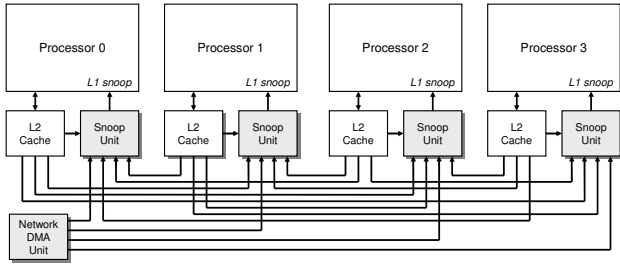 Processor 0
Processor 1
Processor 2
Processor 3
L1 snoop
L1 snoop
L1 snoop
L1 snoop
L2
Cache
Snoop
Unit
L2
Cache
Snoop
Unit
L2
Cache
Snoop
Unit
L2
Cache
Snoop
Unit
Network
DMA
Unit